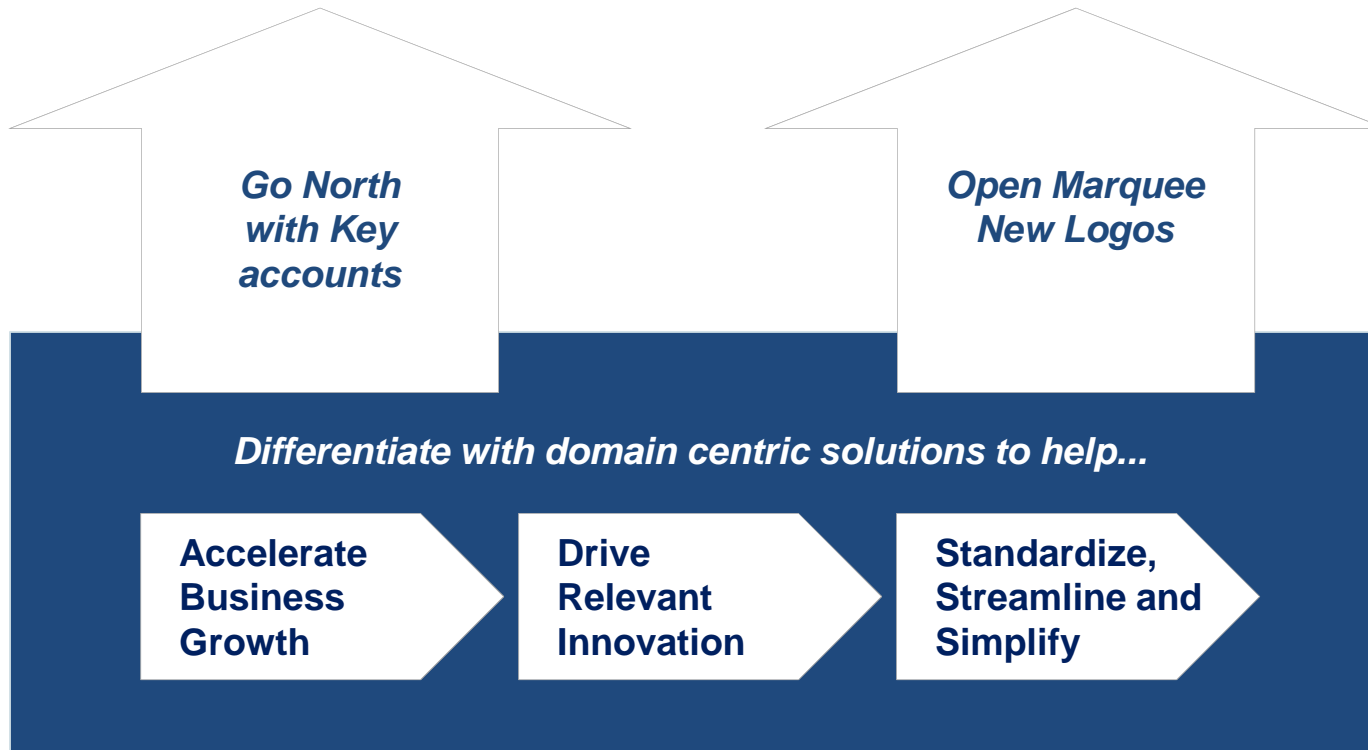 Go North
with Key
accounts
Open Marquee
New Logos
Differentiate with domain centric solutions to help...
Accelerate
Business
Growth
Drive
Relevant
Innovation
Standardize,
Streamline and
Simplify